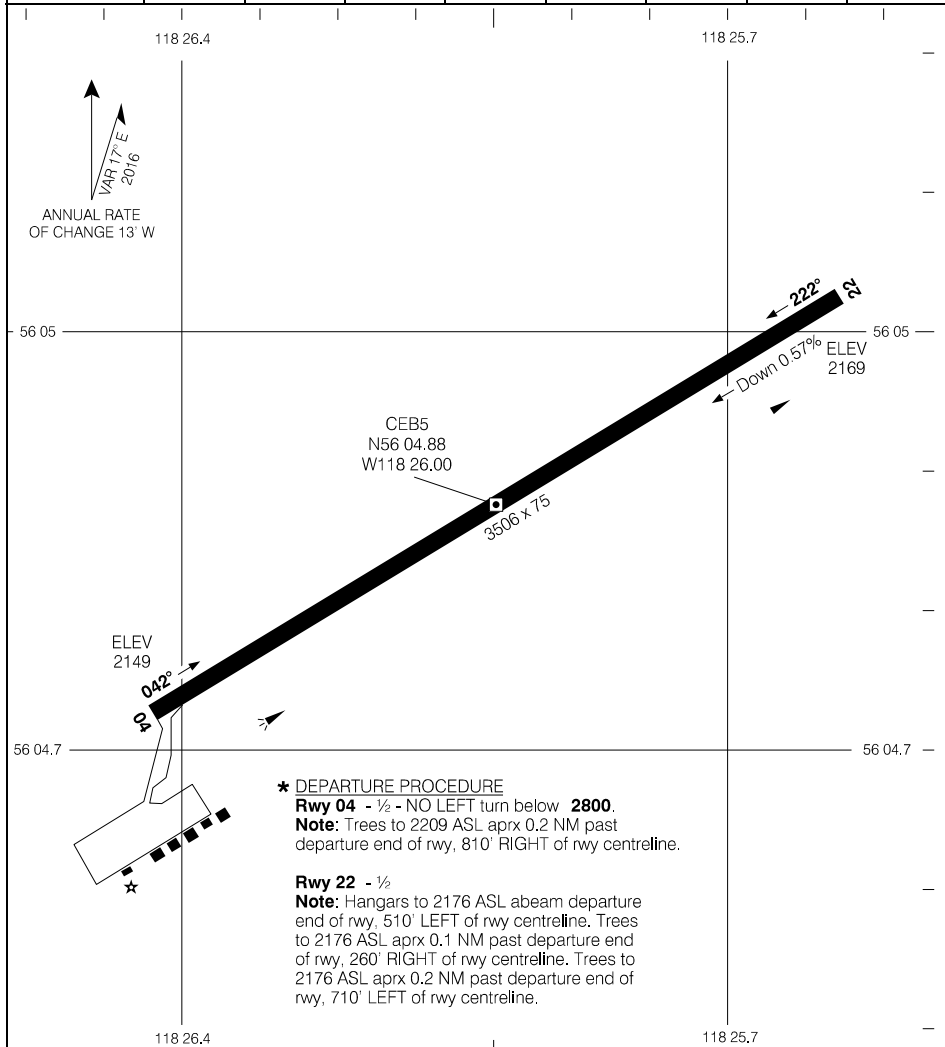 118 26.4
118 25.7
VAR 17° E
2016
ANNUAL RATE
OF CHANGE 13' W
222°
22
56 05
56 05
Down 0.57%
ELEV
2169
CEB5
N56 04.88
W118 26.00
3506 x 75
ELEV
2149
042°
04
56 04.7
56 04.7
* DEPARTURE PROCEDURE
Rwy 04 - ½ - NO LEFT turn below 2800.
Note: Trees to 2209 ASL aprx 0.2 NM past
departure end of rwy, 810' RIGHT of rwy centreline.
Rwy 22 - ½
Note: Hangars to 2176 ASL abeam departure
end of rwy, 510' LEFT of rwy centreline. Trees
to 2176 ASL aprx 0.1 NM past departure end
of rwy, 260' RIGHT of rwy centreline. Trees to
2176 ASL aprx 0.2 NM past departure end of
rwy, 710' LEFT of rwy centreline.
118 26.4
118 25.7